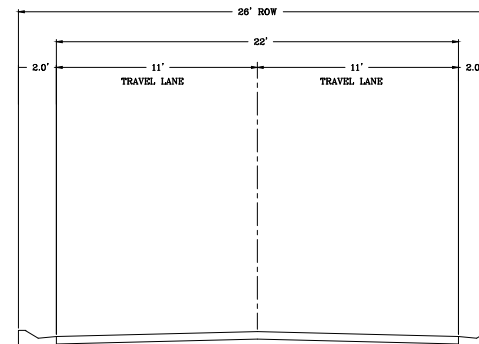 26' ROW
22'
2.0' 11' 11' 2.0
TRAVEL LANE TRAVEL LANE